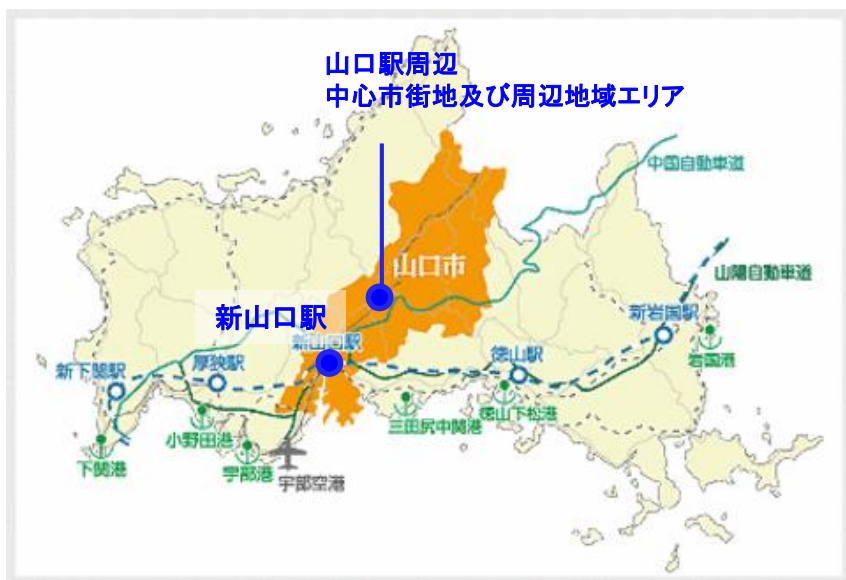 山口駅周辺
中心市街地及び周辺地域エリア
中国自動車道
山口市
山陽自動車道
新山口駅
新岩国駅
新山口駅
岩国港
徳山駅
厚狭駅
新下関駅
徳山下松港
三田尻中関港
小野田港
下関港
宇部港
宇部空港